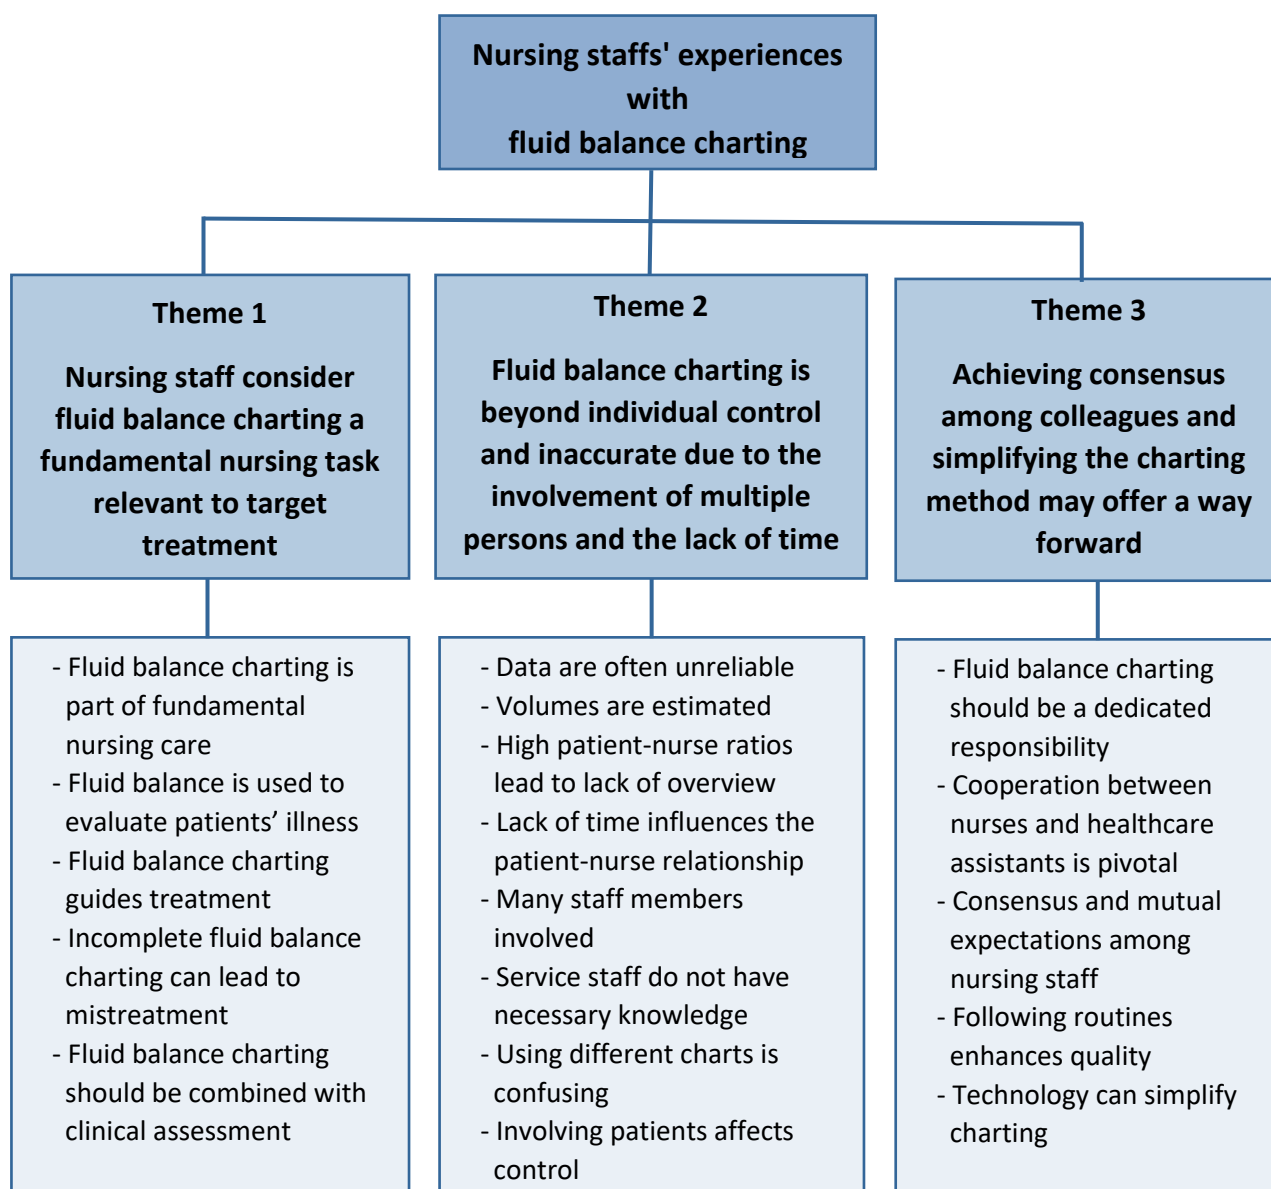 Nursing staffs' experiences
with
fluid balance charting
Theme 1
Nursing staff consider
fluid balance charting a
fundamental nursing task
relevant to target
treatment
Theme 2
Fluid balance charting is
beyond individual control
and inaccurate due to the
involvement of multiple
persons and the lack of time
Theme 3
Achieving consensus
among colleagues and
simplifying the charting
method may offer a way
forward
- Fluid balance charting is
part of fundamental
nursing care
- Fluid balance is used to
evaluate patients’ illness
- Fluid balance charting
guides treatment
- Incomplete fluid balance
charting can lead to
mistreatment
- Fluid balance charting
should be combined with
clinical assessment
- Data are often unreliable
- Volumes are estimated
- High patient-nurse ratios
lead to lack of overview
- Lack of time influences the
patient-nurse relationship
- Many staff members
involved
- Service staff do not have
necessary knowledge
- Using different charts is
confusing
- Involving patients affects
control
- Fluid balance charting
should be a dedicated
responsibility
- Cooperation between
nurses and healthcare
assistants is pivotal
- Consensus and mutual
expectations among
nursing staff
- Following routines
enhances quality
- Technology can simplify
charting